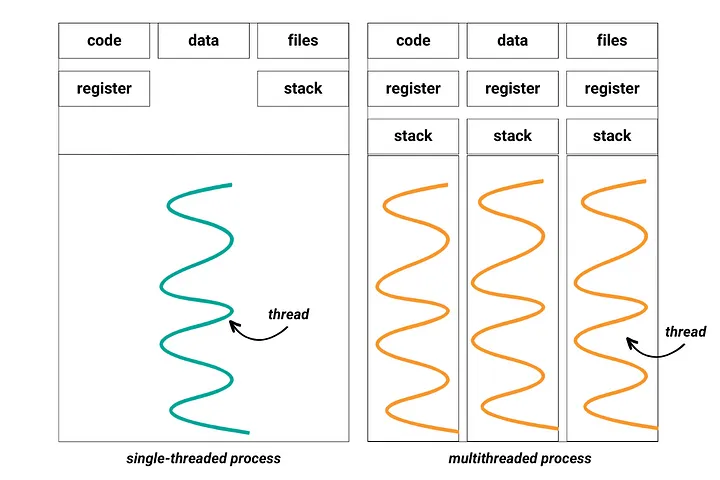 code data files
register stack
thread
single-threaded process
code data files
register register register
stack stack stack
thread
multithreaded process